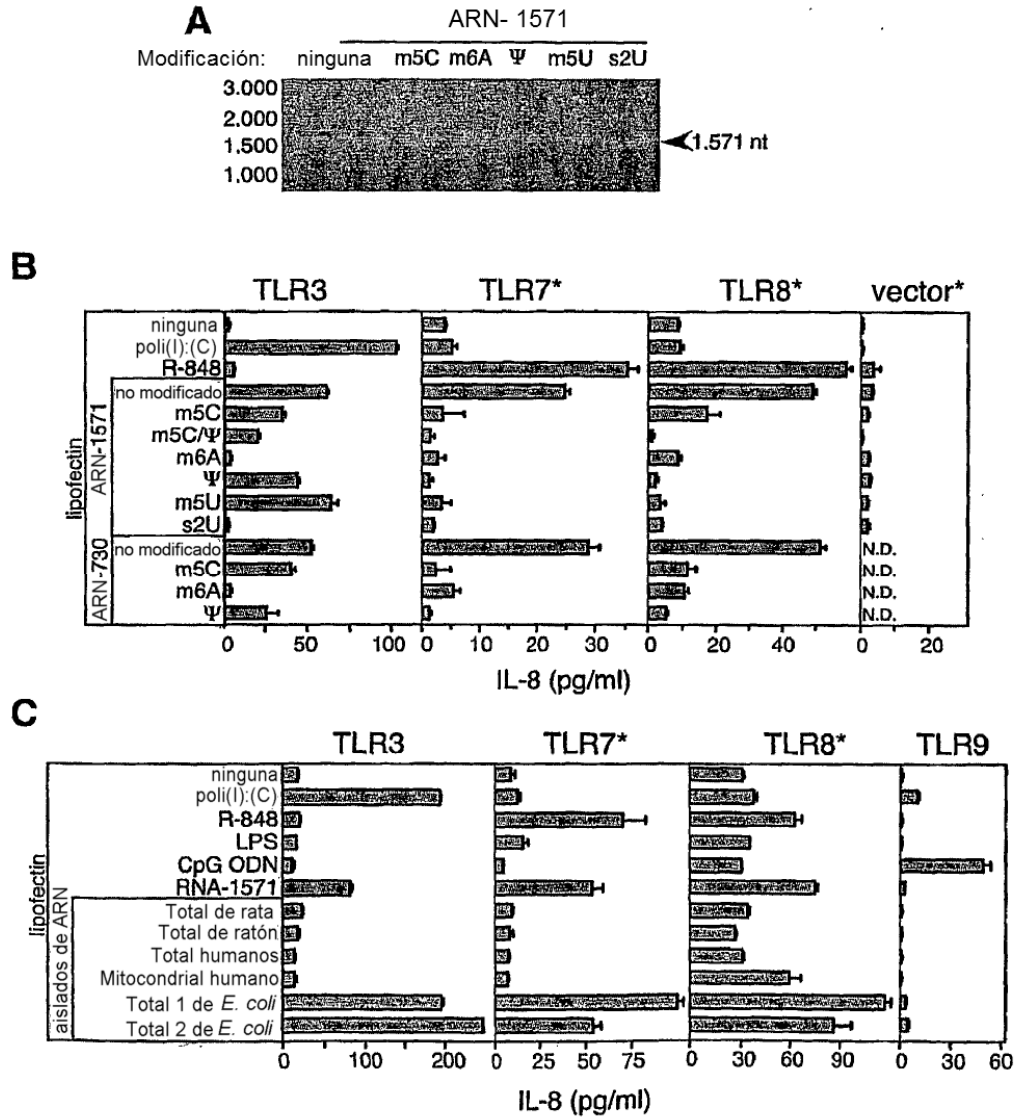 A
ARN- 1571
Modificación: ninguna m5C m6A Ψ m5U s2U
3.000
2.000
1.500
1.000
1.571 nt
B
TLR3 TLR7* TLR8* vector*
lipofectin
ninguna
poli(I):(C)
R-848
ARN-1571
no modificado
m5C
m5C/Ψ
m6A
Ψ
m5U
s2U
ARN-730
no modificado
m5C
m6A
Ψ
N.D.
N.D.
N.D.
N.D.
0 50 100 0 10 20 30 0 20 40 0 20
IL-8 (pg/ml)
C
TLR3 TLR7* TLR8* TLR9
lipofectin
ninguna
poli(I):(C)
R-848
LPS
CpG ODN
RNA-1571
aislados de ARN
Total de rata
Total de ratón
Total humanos
Mitocondrial humano
Total 1 de E. coli
Total 2 de E. coli
0 100 200 0 25 50 75 0 30 60 90 0 30 60
IL-8 (pg/ml)